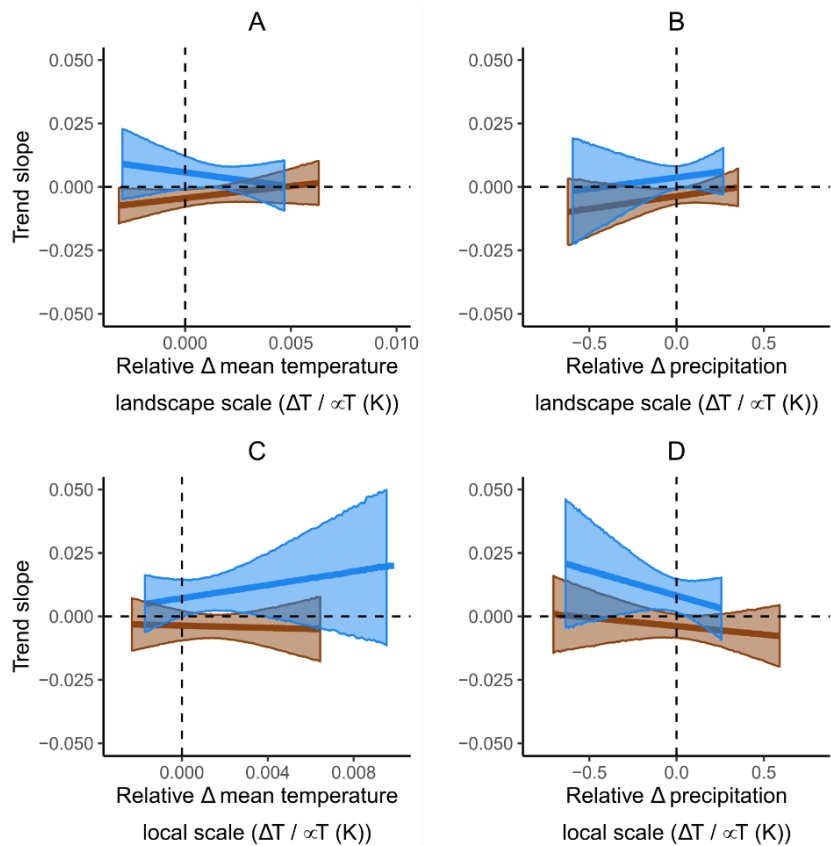 A
B
0.050
0.025
0.000
−0.025
−0.050
Trend slope
0.000
0.005
0.010
Relative Δ mean temperature
landscape scale (ΔT / ∝T (K))
0.050
0.025
0.000
−0.025
−0.050
−0.5
0.0
0.5
Relative Δ precipitation
landscape scale (ΔT / ∝T (K))
C
D
0.050
0.025
0.000
−0.025
−0.050
Trend slope
0.000
0.004
0.008
Relative Δ mean temperature
local scale (ΔT / ∝T (K))
0.050
0.025
0.000
−0.025
−0.050
−0.5
0.0
0.5
Relative Δ precipitation
local scale (ΔT / ∝T (K))